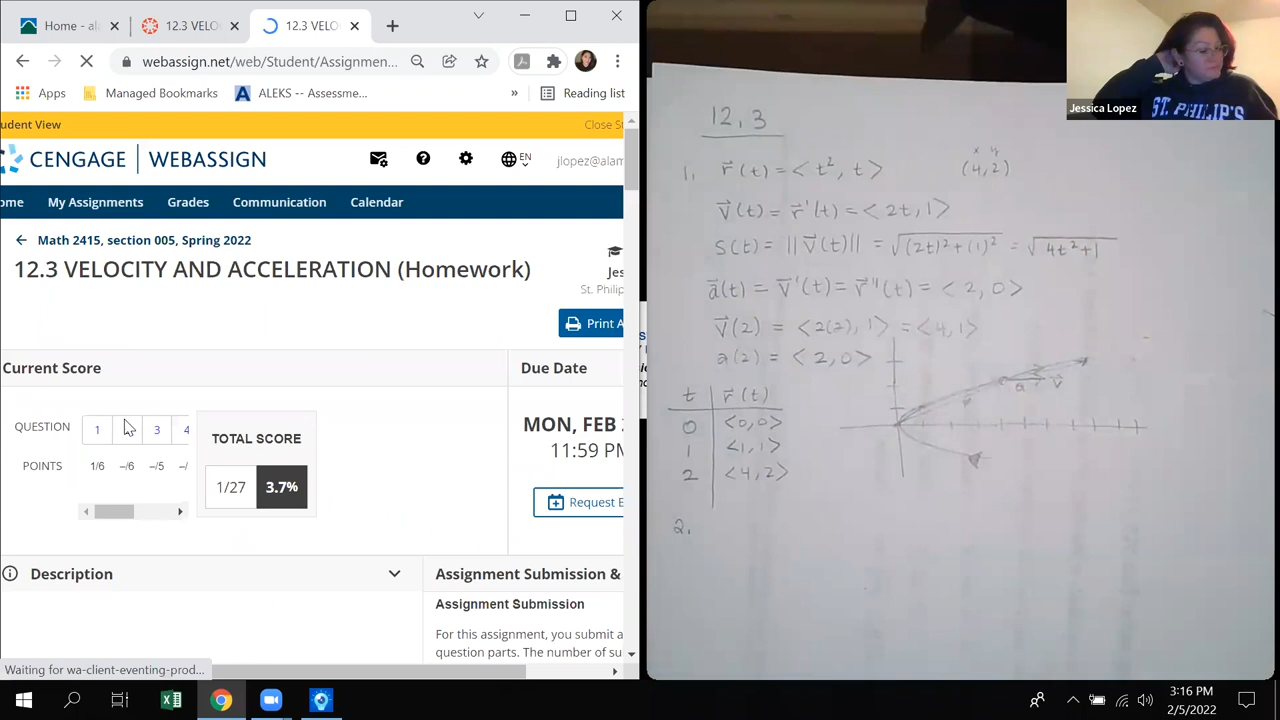 Home - al
12.3 VELO
12.3 VELO
webassign.net/web/Student/Assignmen...
Apps
Managed Bookmarks
ALEKS -- Assessme...
»
Reading list
udent View
Close S
CENGAGE | WEBASSIGN
EN
jlopez@alam
ome
My Assignments
Grades
Communication
Calendar
Math 2415, section 005, Spring 2022
12.3 VELOCITY AND ACCELERATION (Homework)
Jes
St. Philip
Print A
Current Score
Due Date
QUESTION
1
3
4
POINTS
1/6
–/6
–/5
–/
TOTAL SCORE
1/27
3.7%
MON, FEB
11:59 PM
Request E
Description
Assignment Submission &
Assignment Submission
For this assignment, you submit a
question parts. The number of su
Waiting for wa-client-eventing-prod...
Jessica Lopez
ST. PHILIP'S
12.3
1. r⃗(t) = <t², t>
x y
(4,2)
v⃗(t) = r⃗'(t) = <2t, 1>
s(t) = ||v⃗(t)|| = √((2t)²+(1)²) = √(4t²+1)
a⃗(t) = v⃗'(t) = v⃗''(t) = <2, 0>
v⃗(2) = <2(2), 1> = <4, 1>
a(2) = <2, 0>
a v⃗
t | r⃗(t)
0 | <0,0>
1 | <1,1>
2 | <4,2>
2.
3:16 PM
2/5/2022